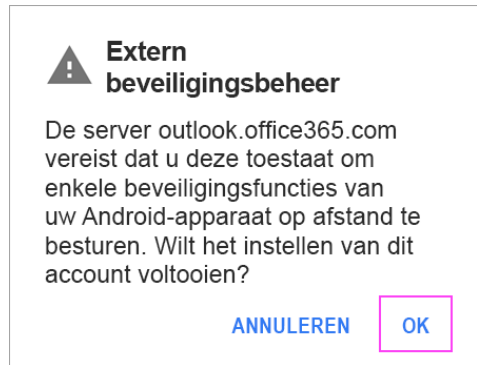 Extern
beveiligingsbeheer
De server outlook.office365.com
vereist dat u deze toestaat om
enkele beveiligingsfuncties van
uw Android-apparaat op afstand te
besturen. Wilt het instellen van dit
account voltooien?
ANNULEREN OK